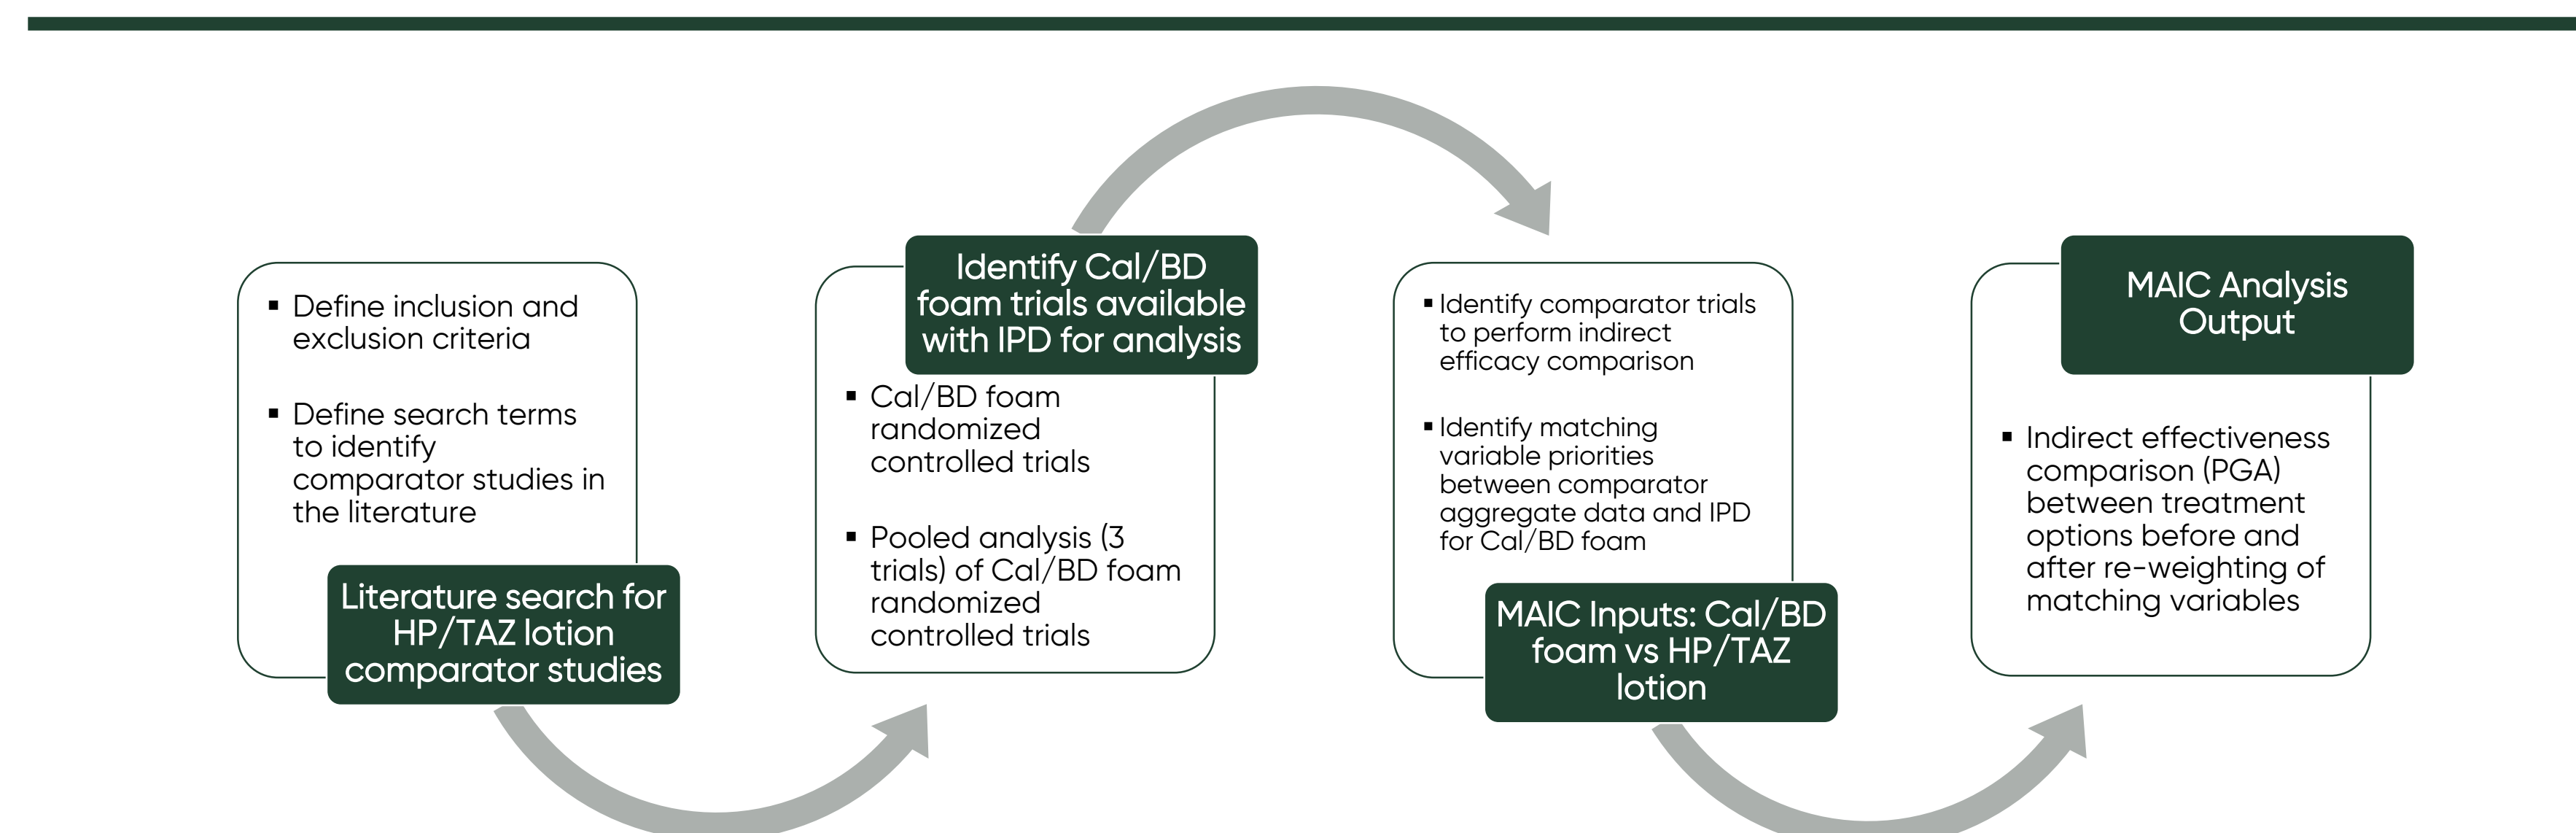 ▪ Define inclusion and
exclusion criteria
▪ Define search terms
to identify
comparator studies in
the literature
Literature search for
HP/TAZ lotion
comparator studies
Identify Cal/BD
foam trials available
with IPD for analysis
▪ Cal/BD foam
randomized
controlled trials
▪ Pooled analysis (3
trials) of Cal/BD foam
randomized
controlled trials
▪ Identify comparator trials
to perform indirect
efficacy comparison
▪ Identify matching
variable priorities
between comparator
aggregate data and IPD
for Cal/BD foam
MAIC Inputs: Cal/BD
foam vs HP/TAZ
lotion
MAIC Analysis
Output
▪ Indirect effectiveness
comparison (PGA)
between treatment
options before and
after re-weighting of
matching variables